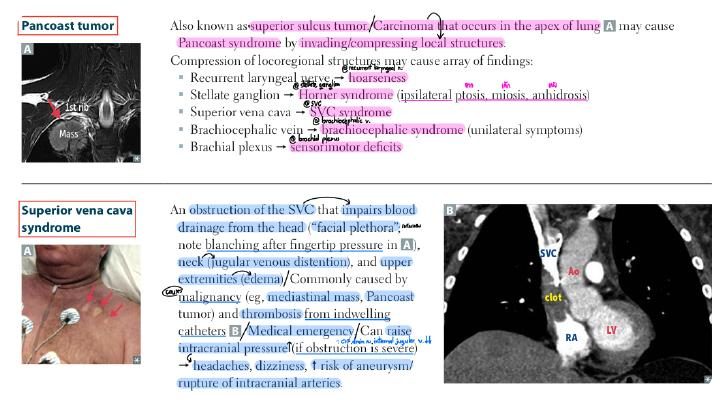 Pancoast tumor
Also known as superior sulcus tumor. Carcinoma that occurs in the apex of lung A may cause
Pancoast syndrome by invading/compressing local structures.
Compression of locoregional structures may cause array of findings:
@recurrent laryngeal n.
Recurrent laryngeal nerve → hoarseness
@ stellate ganglion
Stellate ganglion → Horner syndrome (ipsilateral ptosis, miosis, anhidrosis)
@ SVC
Superior vena cava → SVC syndrome
@ brachiocephalic v.
Brachiocephalic vein → brachiocephalic syndrome (unilateral symptoms)
@ brachial plexus
Brachial plexus → sensorimotor deficits
A
1st rib
Mass
Superior vena cava
syndrome
An obstruction of the SVC that impairs blood
drainage from the head (“facial plethora”;
note blanching after fingertip pressure in A),
neck (jugular venous distention), and upper
extremities (edema). Commonly caused by
malignancy (eg, mediastinal mass, Pancoast
tumor) and thrombosis from indwelling
catheters B. Medical emergency. Can raise
intracranial pressure (if obstruction is severe)
→ headaches, dizziness, ↑ risk of aneurysm/
rupture of intracranial arteries.
A
B
SVC
Ao
clot
RA
LV